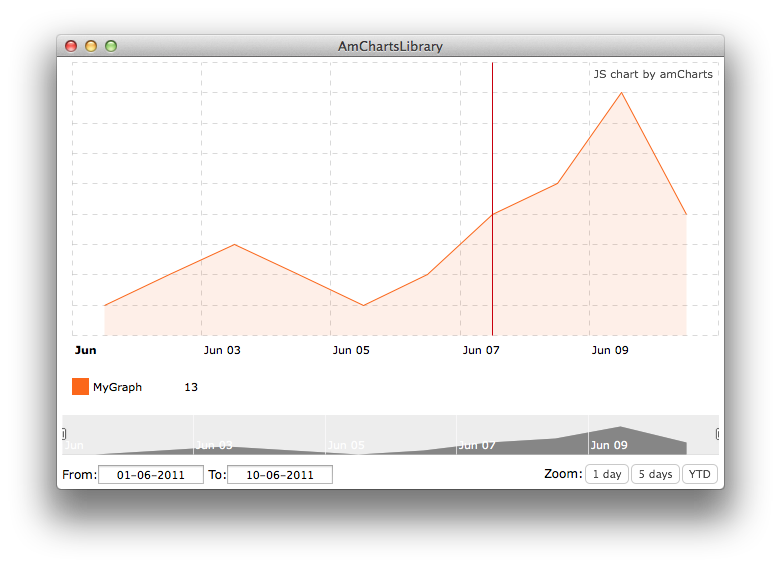 AmChartsLibrary
JS chart by amCharts
Jun Jun 03 Jun 05 Jun 07 Jun 09
MyGraph 13
Jun Jun 03 Jun 05 Jun 07 Jun 09
From: 01-06-2011 To: 10-06-2011 Zoom: 1 day 5 days YTD